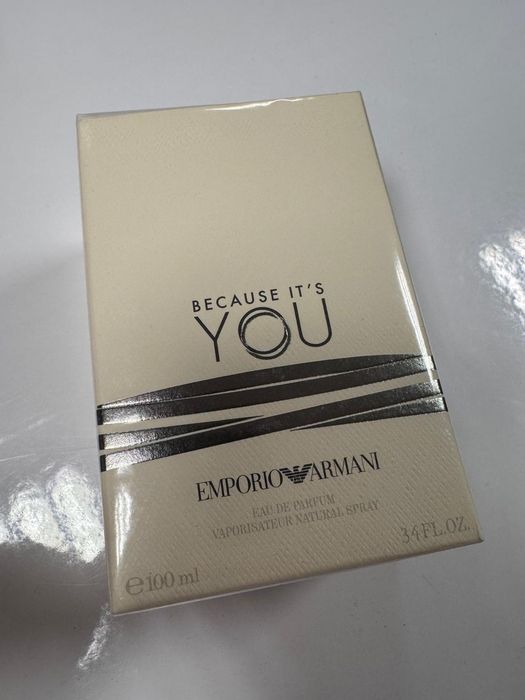 BECAUSE IT'S
YOU
EMPORIO ARMANI
EAU DE PARFUM
VAPORISATEUR NATURAL SPRAY
3.4 FL.OZ.
℮100 ml